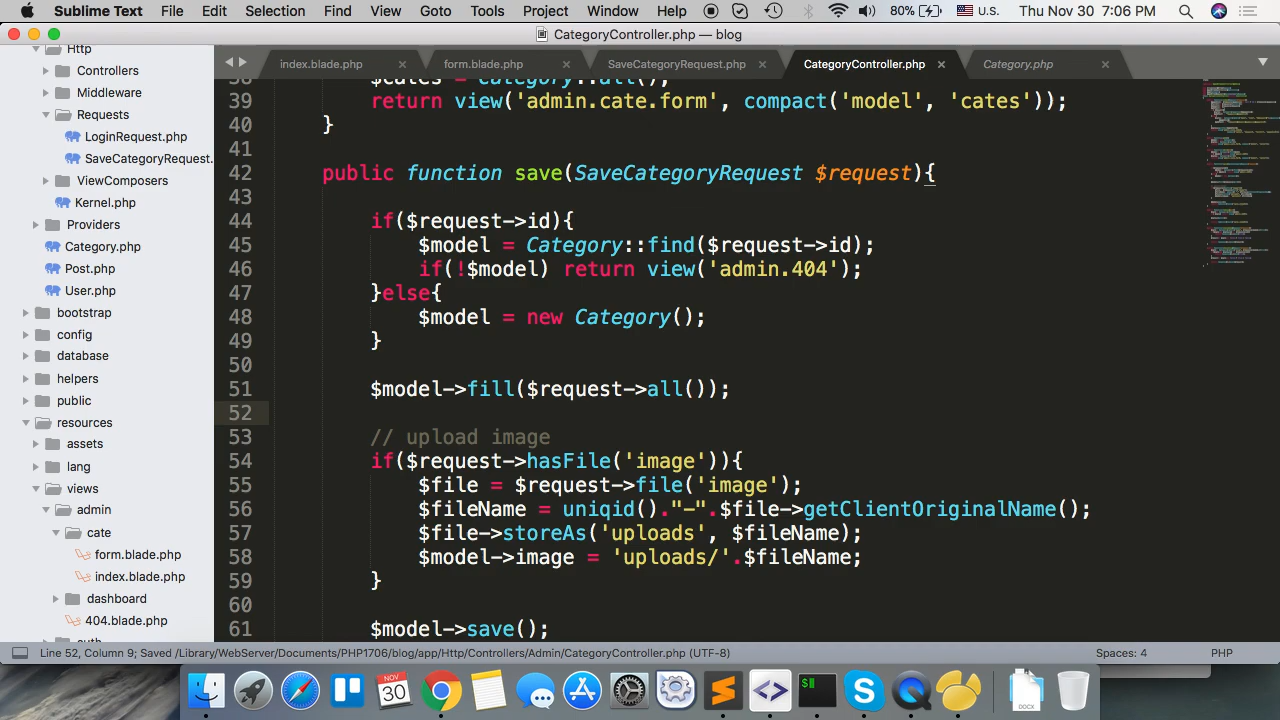 Sublime Text File Edit Selection Find View Goto Tools Project Window Help 80% U.S. Thu Nov 30 7:06 PM
CategoryController.php — blog
index.blade.php form.blade.php SaveCategoryRequest.php CategoryController.php Category.php
Http
Controllers
Middleware
Requests
LoginRequest.php
SaveCategoryRequest.
ViewComposers
Kernel.php
Providers
Category.php
Post.php
User.php
bootstrap
config
database
helpers
public
resources
assets
lang
views
admin
cate
form.blade.php
index.blade.php
dashboard
404.blade.php
auth
38 $cates = Category::all();
39 return view('admin.cate.form', compact('model', 'cates'));
40 }
41
42 public function save(SaveCategoryRequest $request){
43
44 if($request->id){
45 $model = Category::find($request->id);
46 if(!$model) return view('admin.404');
47 }else{
48 $model = new Category();
49 }
50
51 $model->fill($request->all());
52
53 // upload image
54 if($request->hasFile('image')){
55 $file = $request->file('image');
56 $fileName = uniqid()."-".$file->getClientOriginalName();
57 $file->storeAs('uploads', $fileName);
58 $model->image = 'uploads/'.$fileName;
59 }
60
61 $model->save();
Line 52, Column 9; Saved /Library/WebServer/Documents/PHP1706/blog/app/Http/Controllers/Admin/CategoryController.php (UTF-8) Spaces: 4 PHP
NOV
30
DOCX